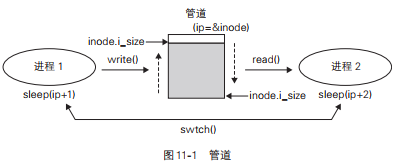 管道
(ip=&inode)
inode.i_size
进程 1
write()
read()
进程 2
sleep(ip+1)
inode.i_size
sleep(ip+2)
swtch()
图 11-1 管道